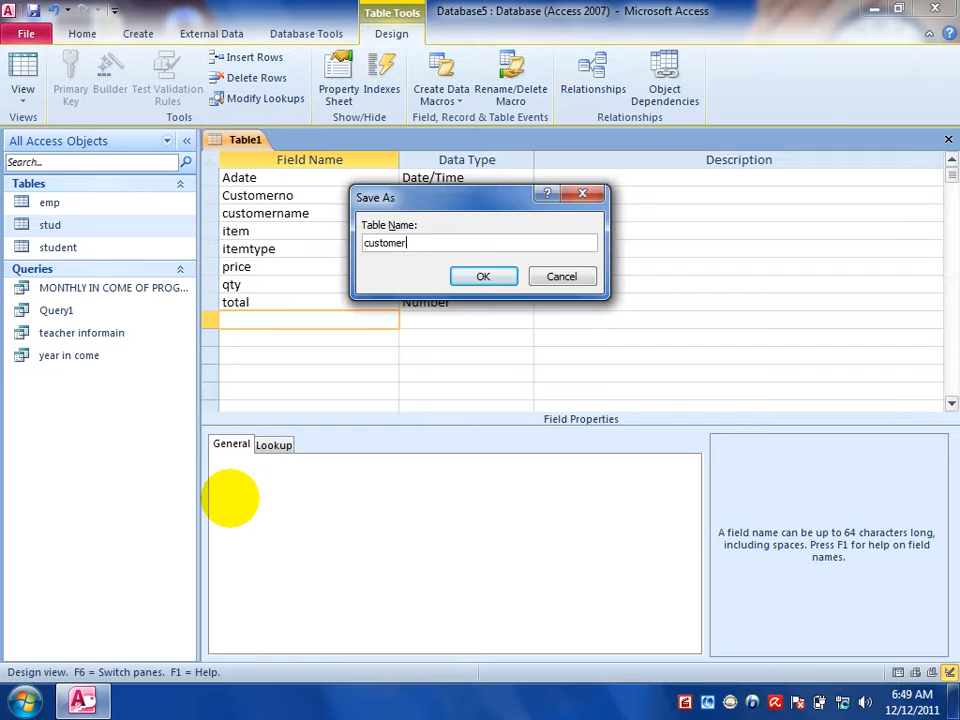 Table Tools
Database5 : Database (Access 2007) - Microsoft Access
File
Home
Create
External Data
Database Tools
Design
View
Primary Key
Builder
Test Validation Rules
Insert Rows
Delete Rows
Modify Lookups
Property Sheet
Indexes
Create Data Macros
Rename/Delete Macro
Relationships
Object Dependencies
Views
Tools
Show/Hide
Field, Record & Table Events
Relationships
All Access Objects
Search...
Tables
emp
stud
student
Queries
MONTHLY IN COME OF PROG...
Query1
teacher informain
year in come
Table1
Field Name
Data Type
Description
Adate
Date/Time
Customerno
customername
item
itemtype
price
qty
total
Number
Save As
Table Name:
customer
OK
Cancel
Field Properties
General
Lookup
A field name can be up to 64 characters long,
including spaces. Press F1 for help on field
names.
Design view. F6 = Switch panes. F1 = Help.
6:49 AM
12/12/2011